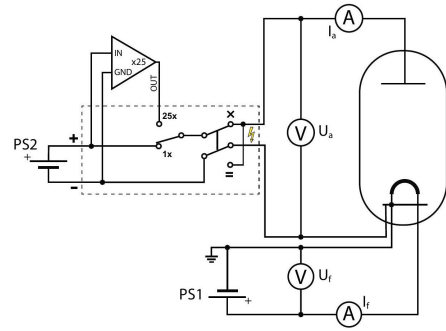 IN
x25
GND
OUT
25x
1x
×
=
PS2
+
+
-
A
Ia
V
Ua
V
Uf
PS1
+
A
If